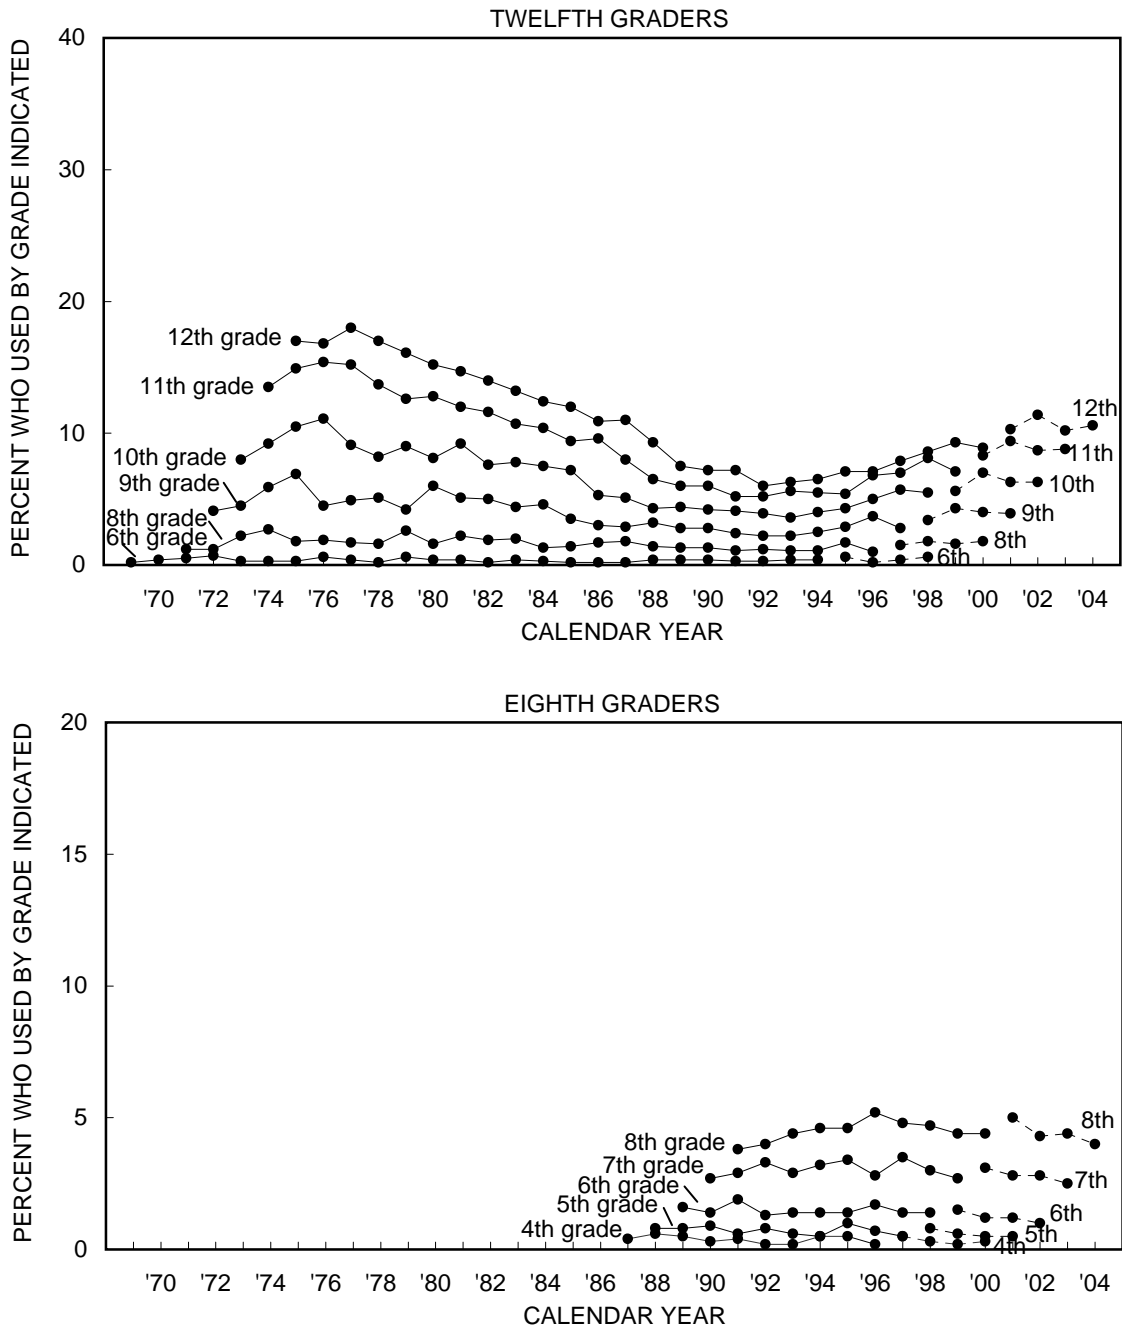 TWELFTH GRADERS
PERCENT WHO USED BY GRADE INDICATED
40
30
20
10
0
12th grade
11th grade
10th grade
9th grade
8th grade
6th grade
12th
11th
10th
9th
8th
6th
'70 '72 '74 '76 '78 '80 '82 '84 '86 '88 '90 '92 '94 '96 '98 '00 '02 '04
CALENDAR YEAR
EIGHTH GRADERS
PERCENT WHO USED BY GRADE INDICATED
20
15
10
5
0
8th grade
7th grade
6th grade
5th grade
4th grade
8th
7th
6th
5th
4th
'70 '72 '74 '76 '78 '80 '82 '84 '86 '88 '90 '92 '94 '96 '98 '00 '02 '04
CALENDAR YEAR